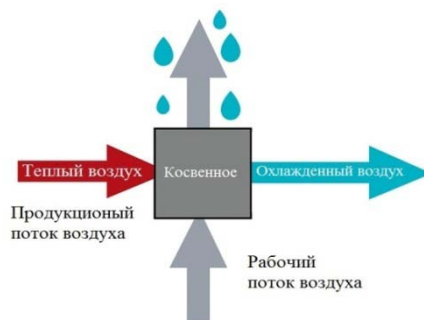 Теплый воздух
Косвенное
Охлажденный воздух
Продукционый
поток воздуха
Рабочий
поток воздуха